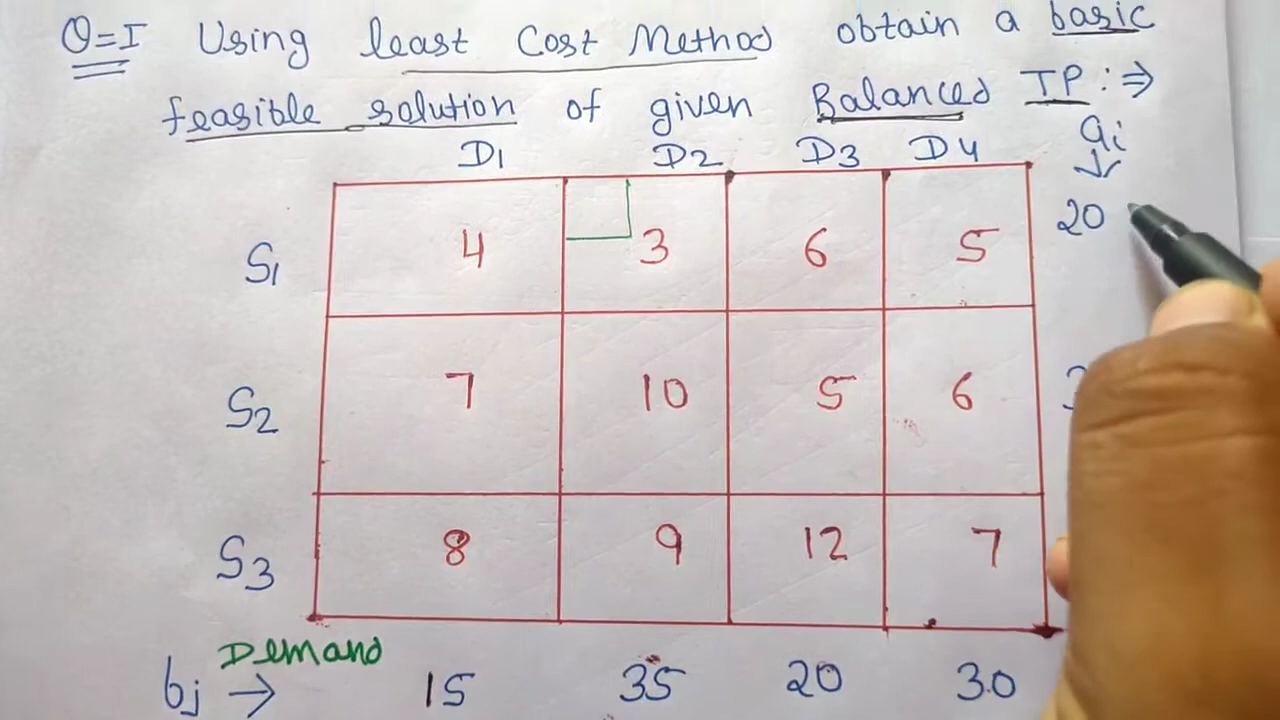 Q=I Using least Cost Method obtain a basic
feasible solution of given Balanced TP :⇒
D1 D2 D3 D4 ai
↓
S1 4 3 6 5 20
S2 7 10 5 6
S3 8 9 12 7
Demand
bj → 15 35 20 30